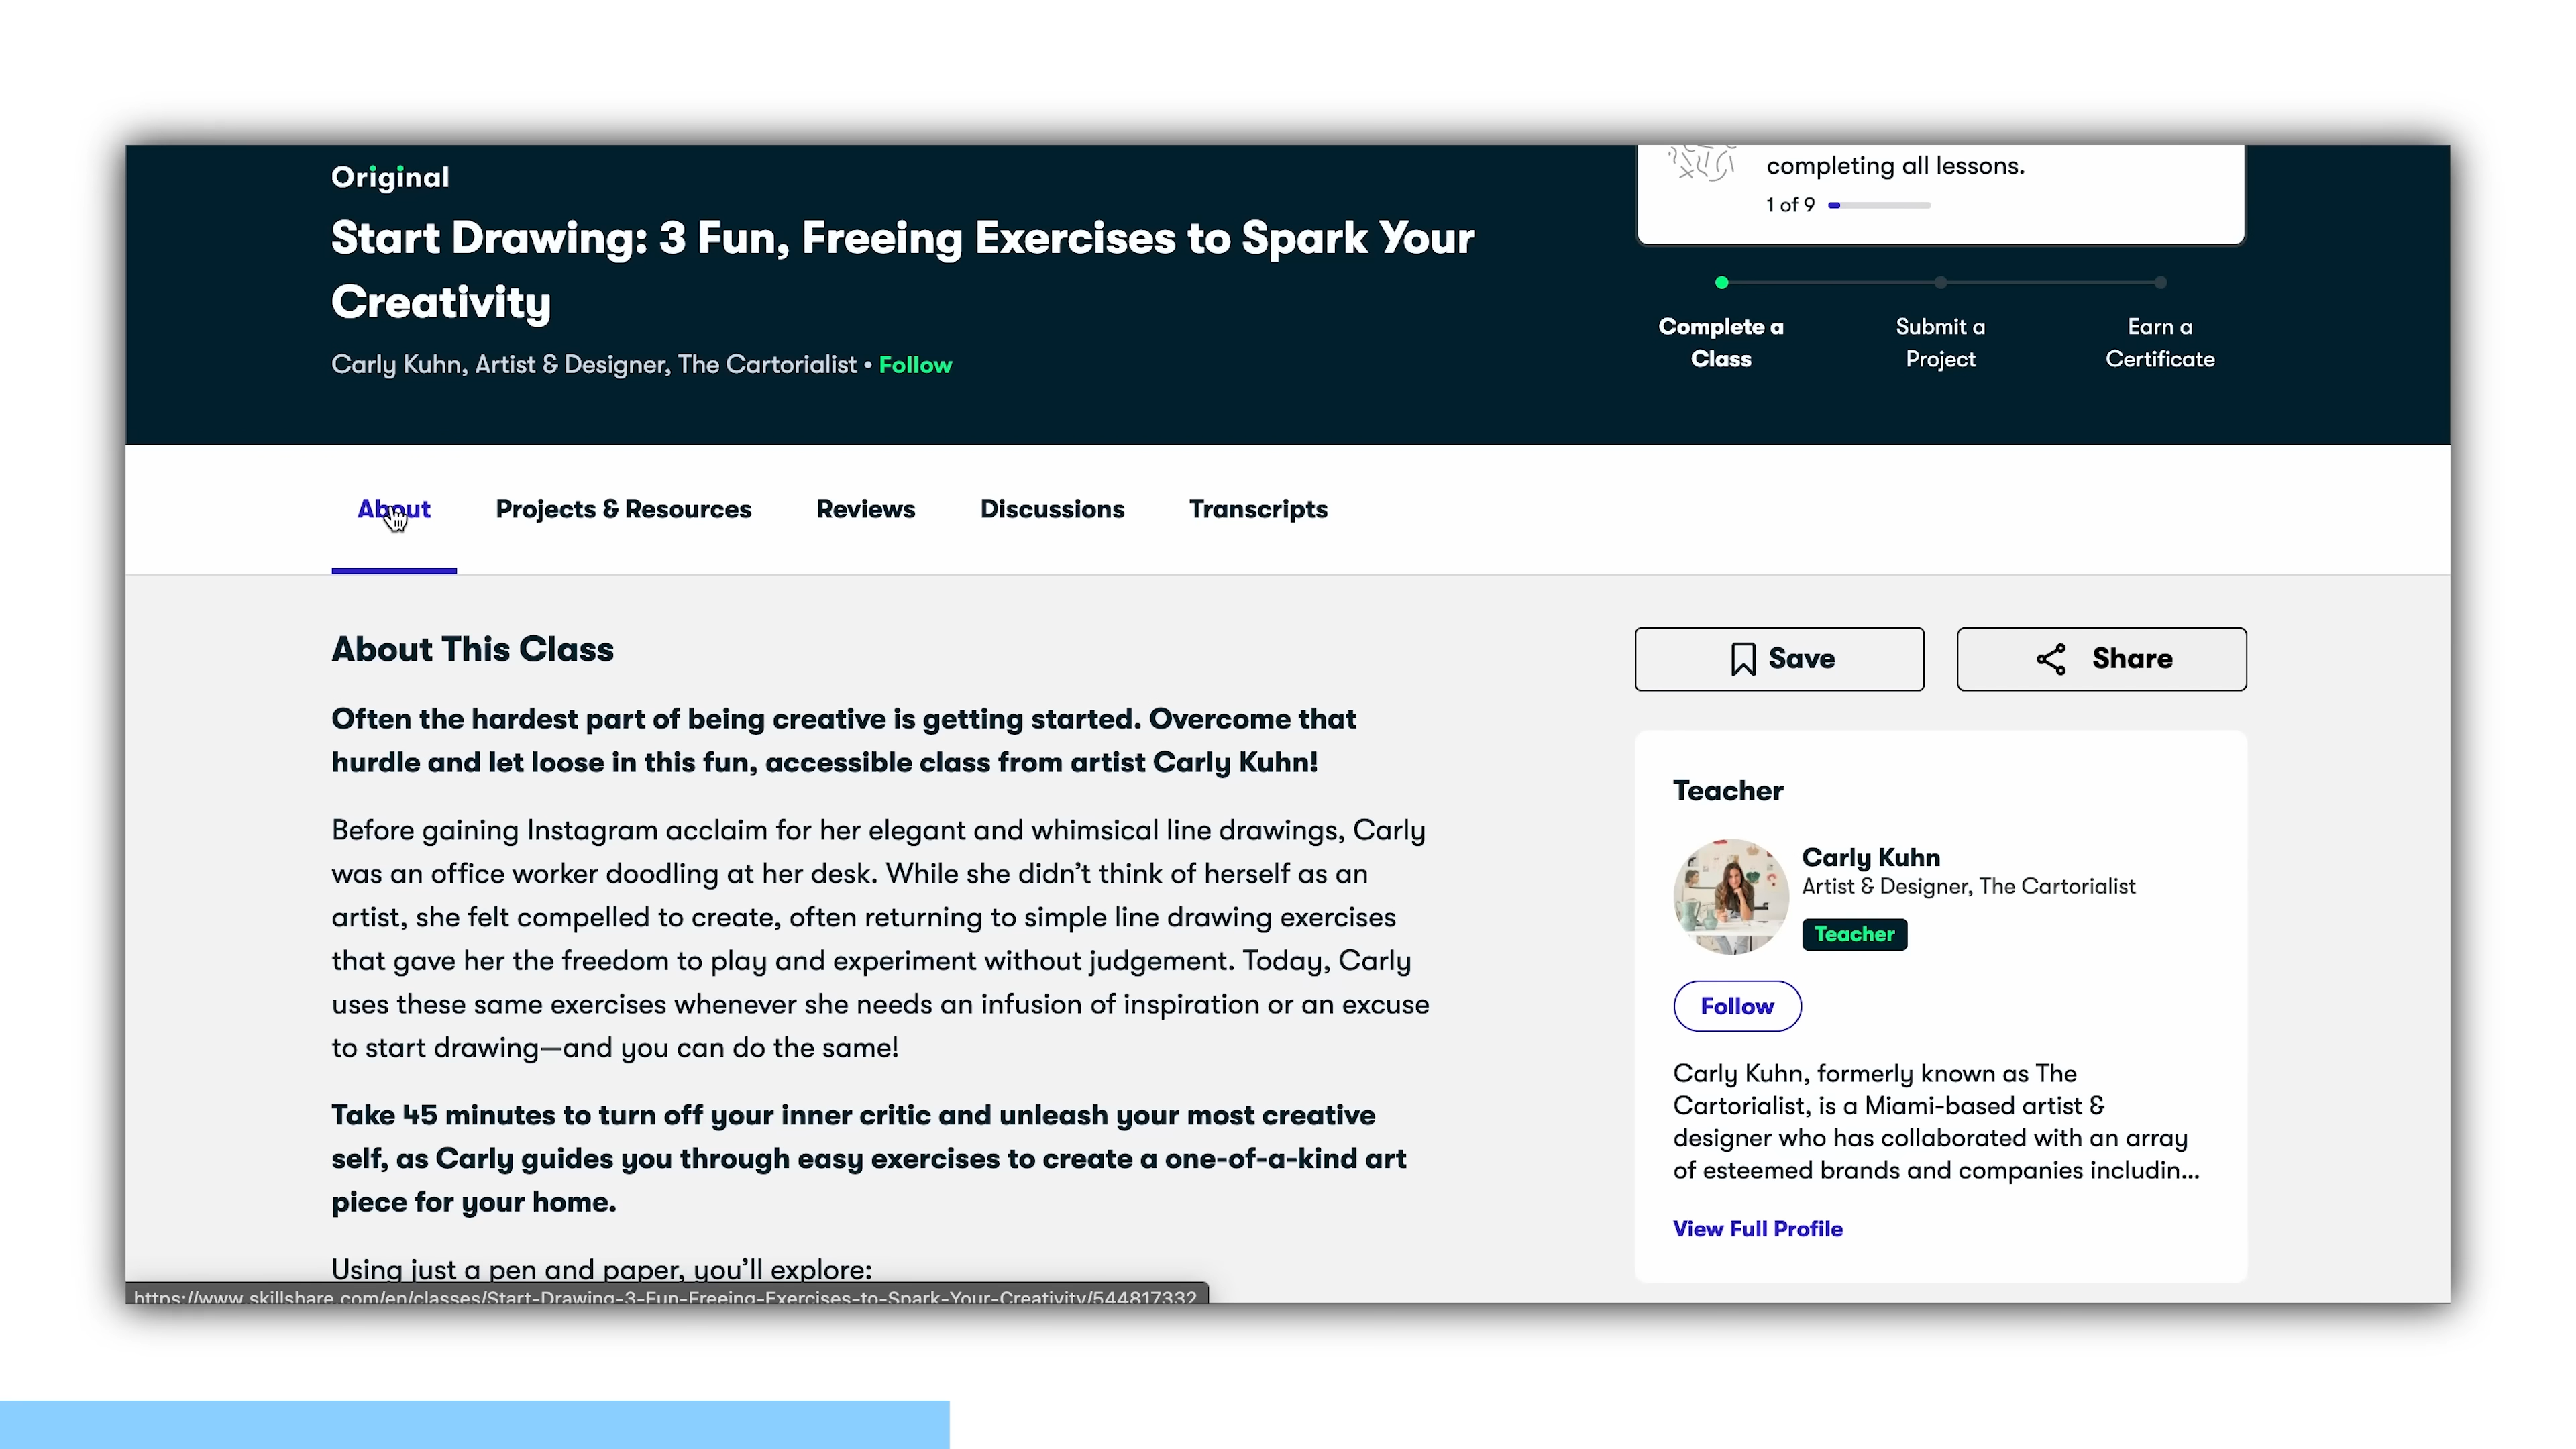 Original
Start Drawing: 3 Fun, Freeing Exercises to Spark Your
Creativity
Carly Kuhn, Artist & Designer, The Cartorialist • Follow
completing all lessons.
1 of 9
Complete a
Class
Submit a
Project
Earn a
Certificate
About
Projects & Resources
Reviews
Discussions
Transcripts
About This Class
Often the hardest part of being creative is getting started. Overcome that
hurdle and let loose in this fun, accessible class from artist Carly Kuhn!
Before gaining Instagram acclaim for her elegant and whimsical line drawings, Carly
was an office worker doodling at her desk. While she didn’t think of herself as an
artist, she felt compelled to create, often returning to simple line drawing exercises
that gave her the freedom to play and experiment without judgement. Today, Carly
uses these same exercises whenever she needs an infusion of inspiration or an excuse
to start drawing—and you can do the same!
Take 45 minutes to turn off your inner critic and unleash your most creative
self, as Carly guides you through easy exercises to create a one-of-a-kind art
piece for your home.
Using just a pen and paper, you’ll explore:
Save
Share
Teacher
Carly Kuhn
Artist & Designer, The Cartorialist
Teacher
Follow
Carly Kuhn, formerly known as The
Cartorialist, is a Miami-based artist &
designer who has collaborated with an array
of esteemed brands and companies includin...
View Full Profile
https://www.skillshare.com/en/classes/Start-Drawing-3-Fun-Freeing-Exercises-to-Spark-Your-Creativity/544817332